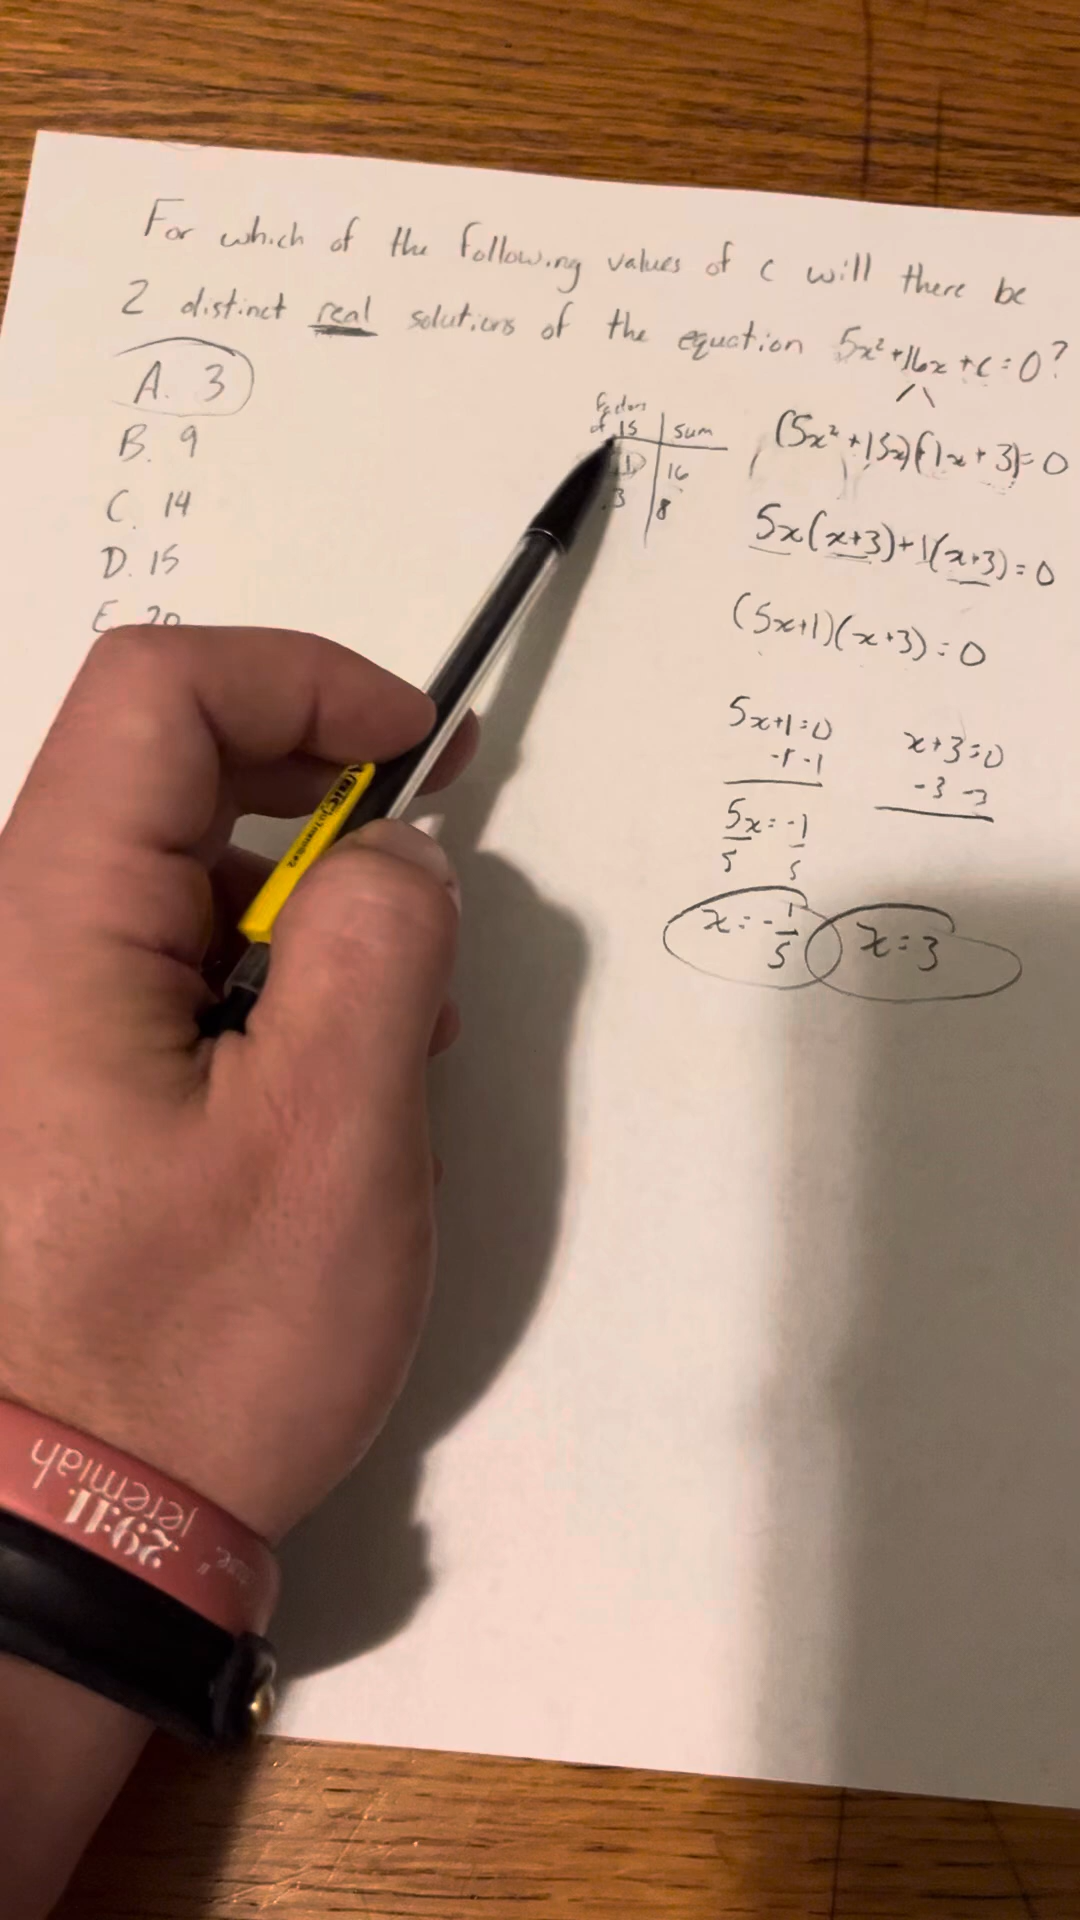 For which of the following values of c will there be
2 distinct real solutions of the equation 5x² + 16x + c = 0?
A. 3
B. 9
C. 14
D. 15
E. 20
factors
of 15 | sum
1 | 16
3 | 8
(5x² + 15x)(+1x + 3) = 0
5x(x+3)+1(x+3) = 0
(5x+1)(x+3) = 0
5x+1=0
-1 -1
5x = -1
5 5
x = -1/5
x+3=0
-3 -3
x = 3
jeremiah
29:11